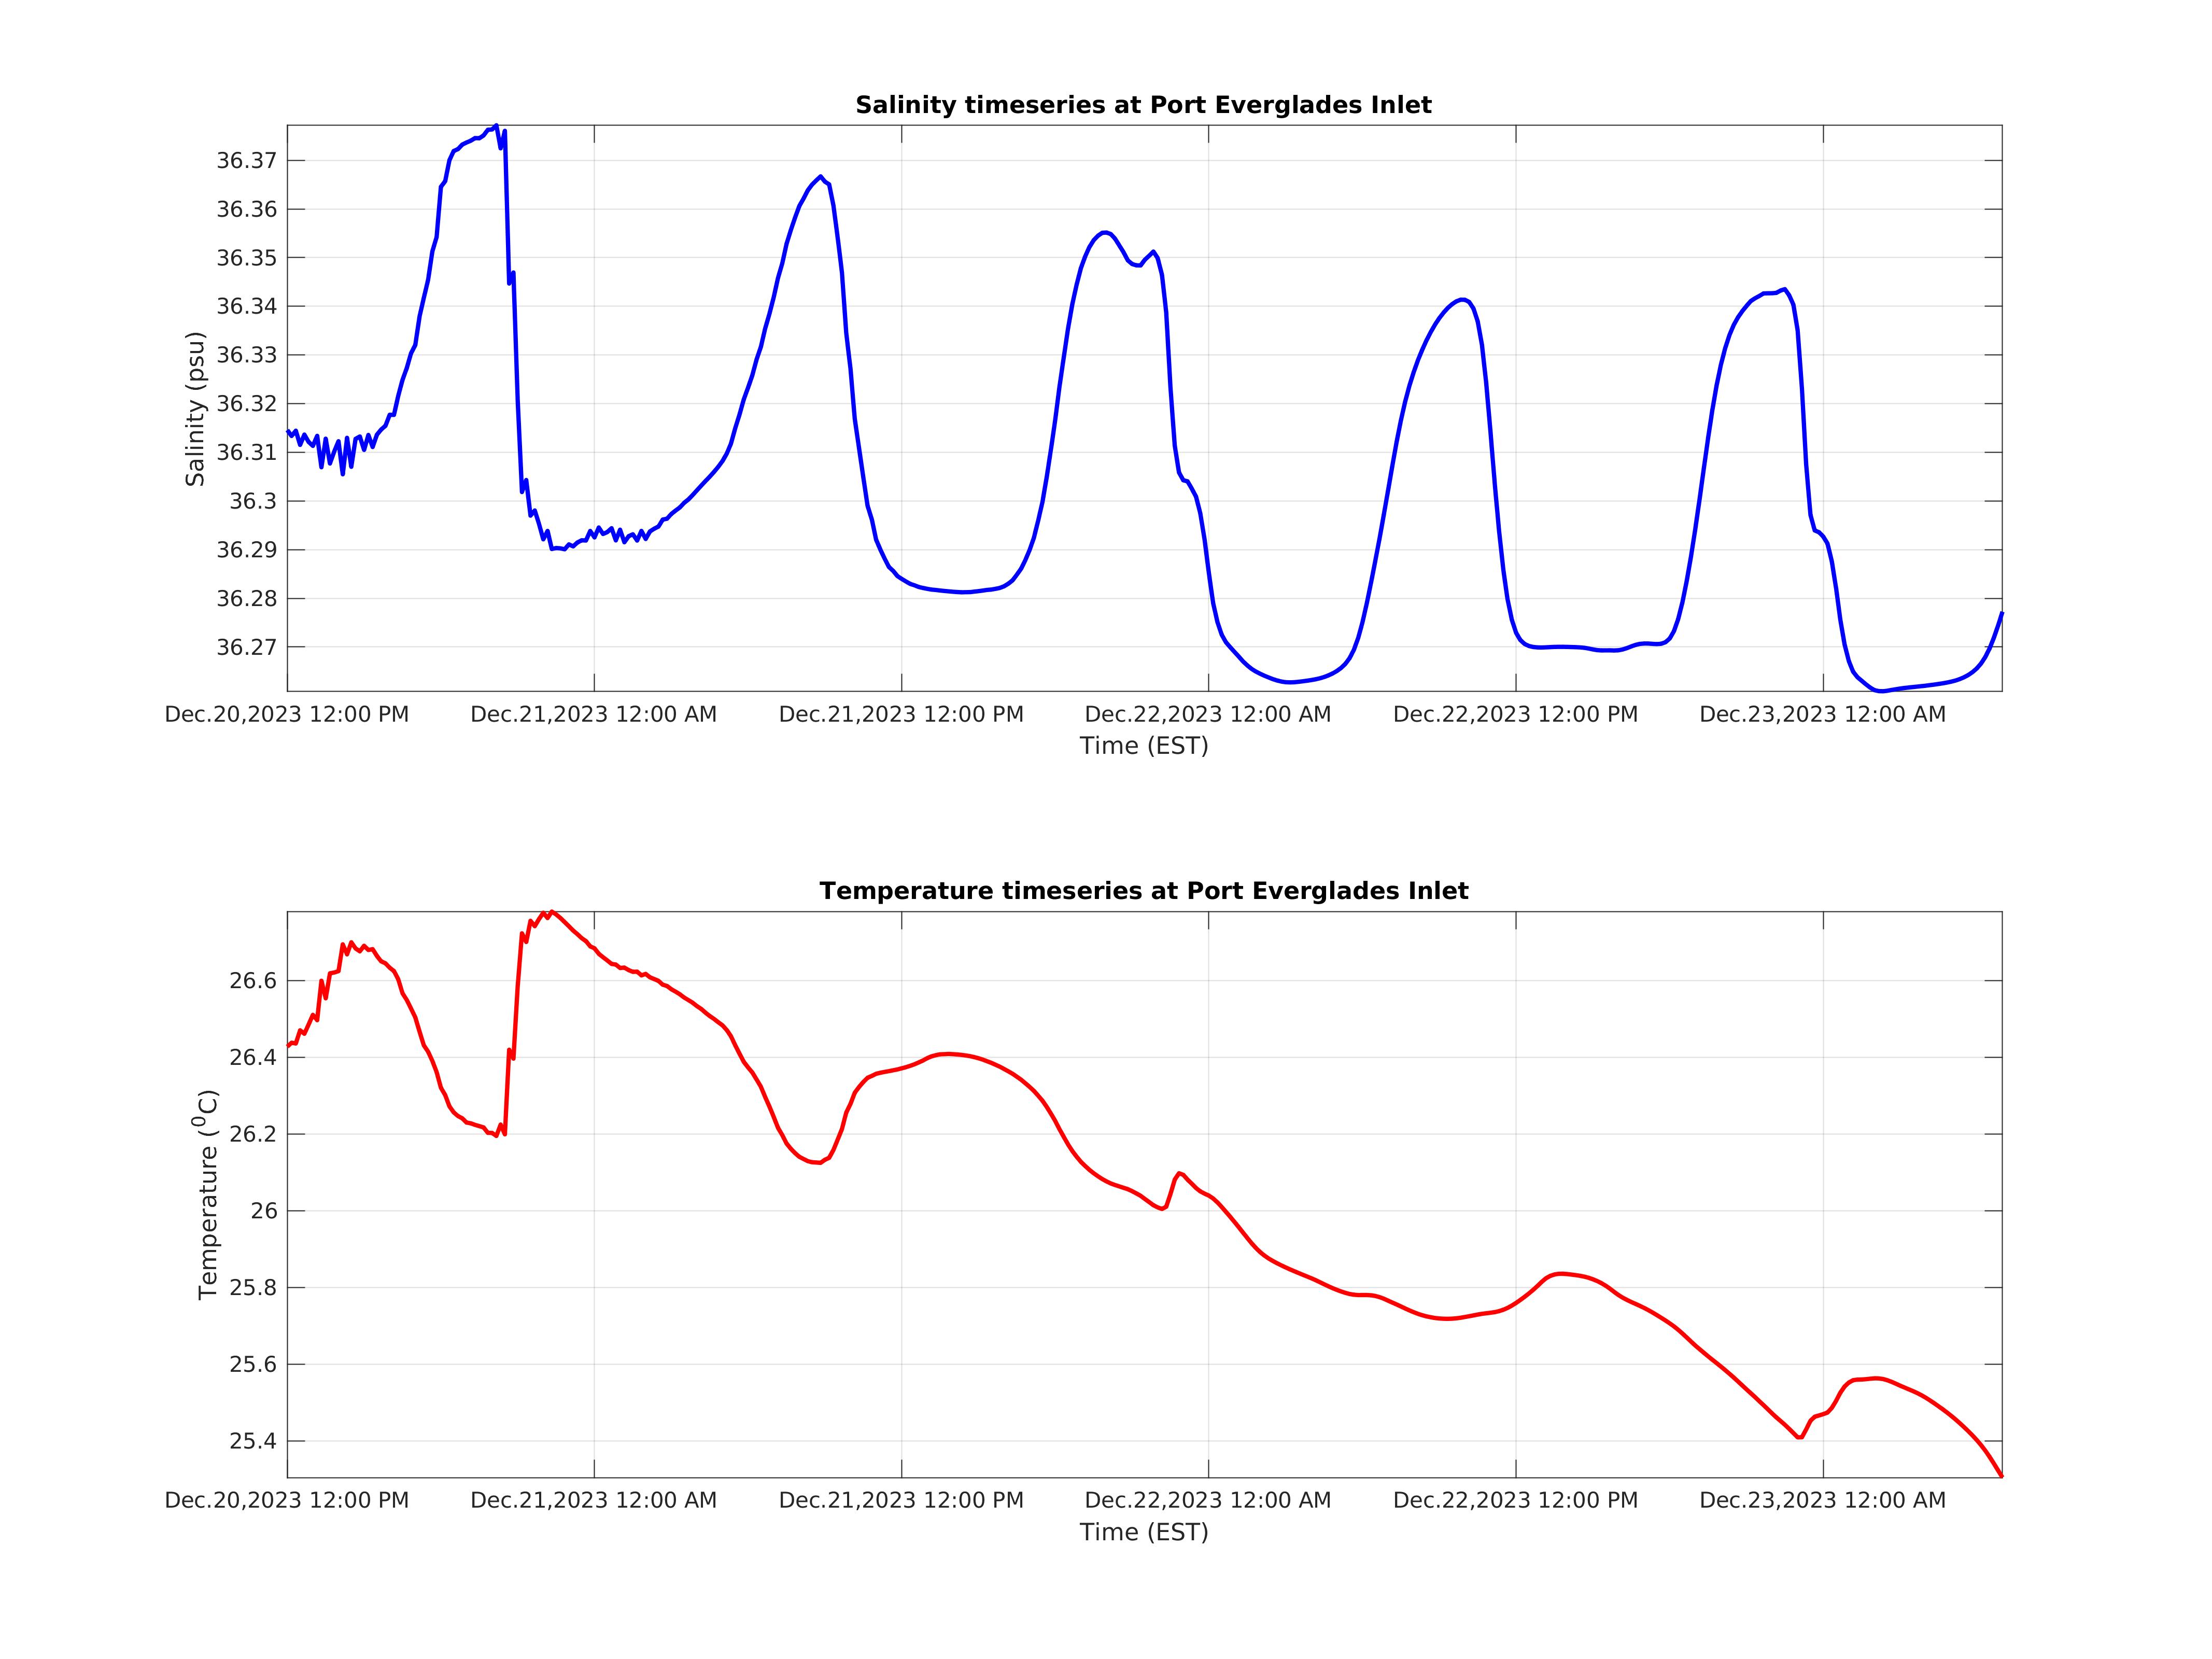 Salinity timeseries at Port Everglades Inlet
36.37
36.36
36.35
36.34
36.33
36.32
36.31
36.3
36.29
36.28
36.27
Salinity (psu)
Dec.20,2023 12:00 PM Dec.21,2023 12:00 AM Dec.21,2023 12:00 PM Dec.22,2023 12:00 AM Dec.22,2023 12:00 PM Dec.23,2023 12:00 AM
Time (EST)
Temperature timeseries at Port Everglades Inlet
26.6
26.4
26.2
26
25.8
25.6
25.4
Temperature (⁰C)
Dec.20,2023 12:00 PM Dec.21,2023 12:00 AM Dec.21,2023 12:00 PM Dec.22,2023 12:00 AM Dec.22,2023 12:00 PM Dec.23,2023 12:00 AM
Time (EST)